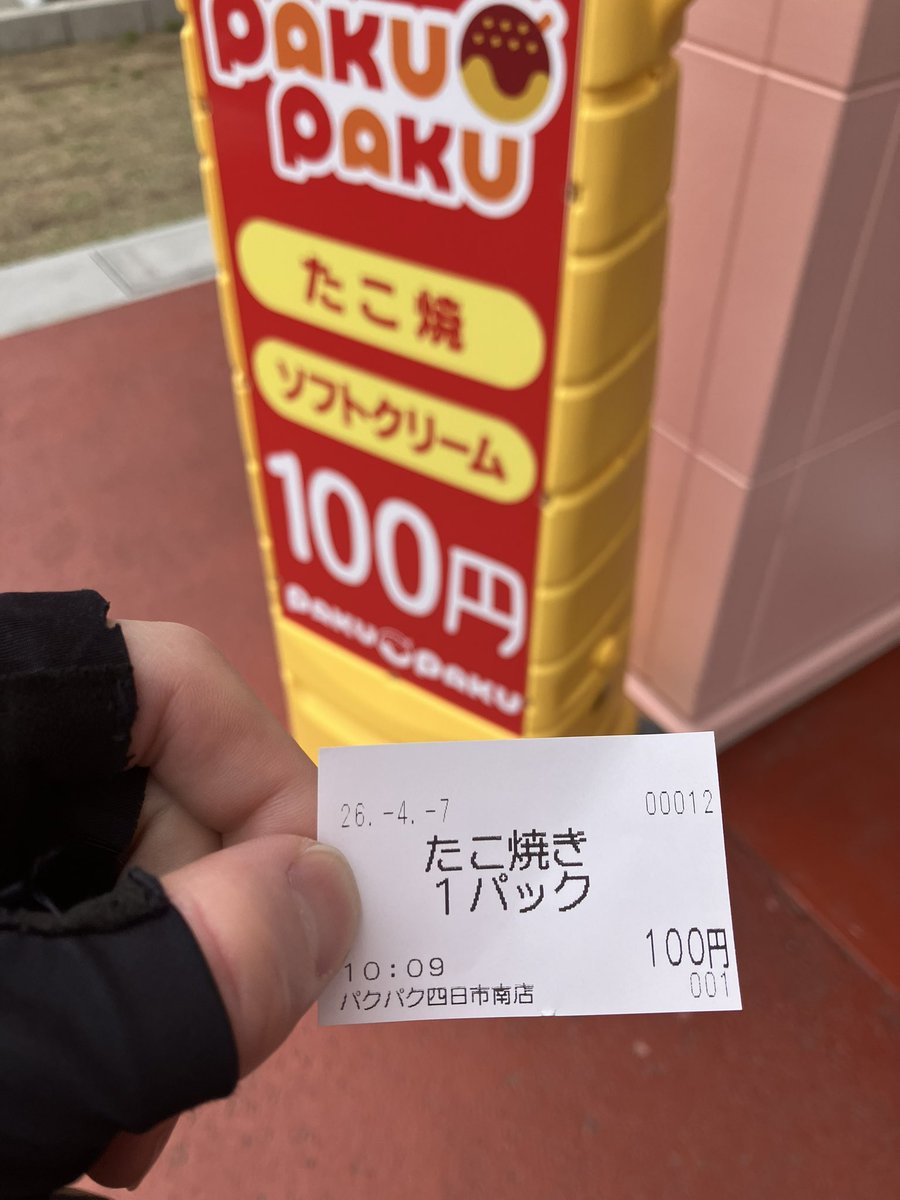 PAKU
PAKU
たこ焼
ソフトクリーム
100円
PAKU PAKU
26.-4.-7
00012
たこ焼き
1パック
100円
10:09
001
パクパク四日市南店